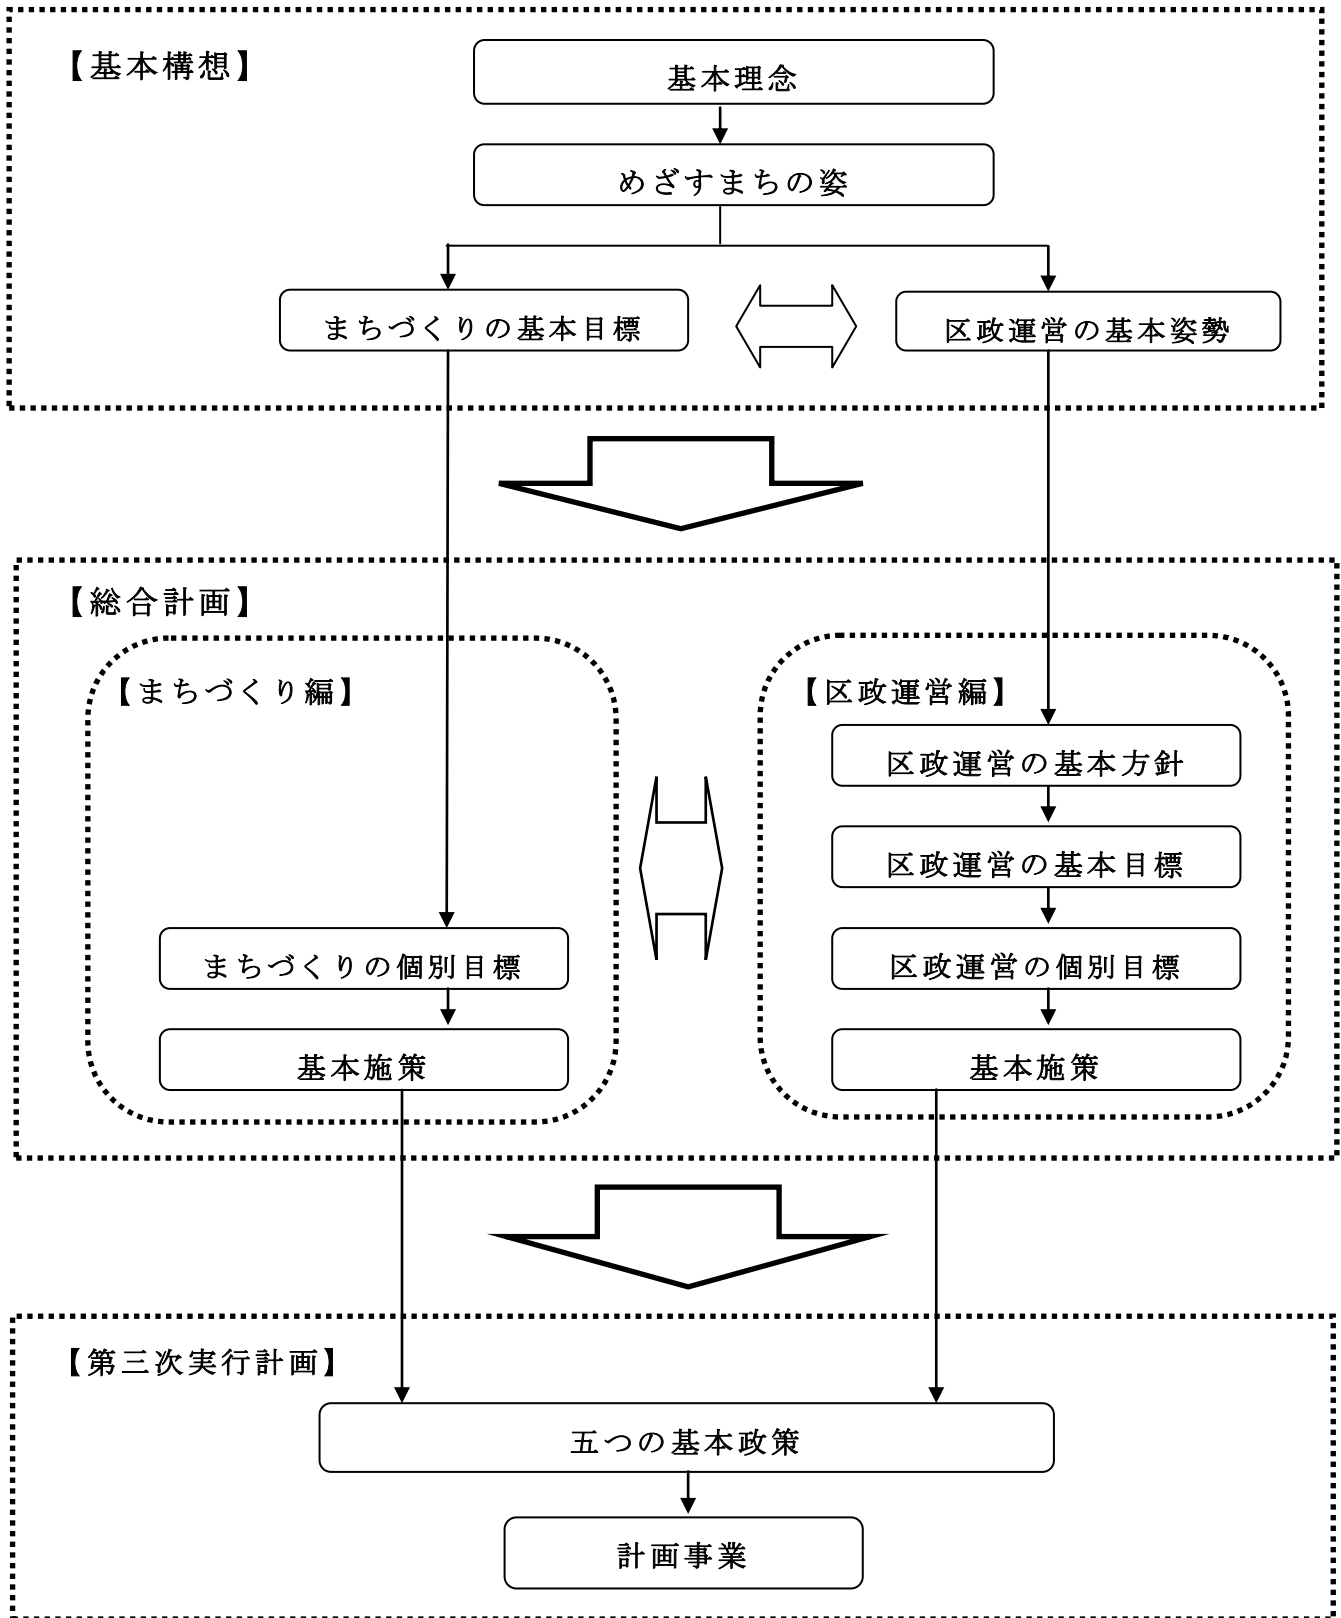 【基本構想】
基本理念
めざすまちの姿
まちづくりの基本目標
区政運営の基本姿勢
【総合計画】
【まちづくり編】
【区政運営編】
区政運営の基本方針
区政運営の基本目標
まちづくりの個別目標
区政運営の個別目標
基本施策
基本施策
【第三次実行計画】
五つの基本政策
計画事業